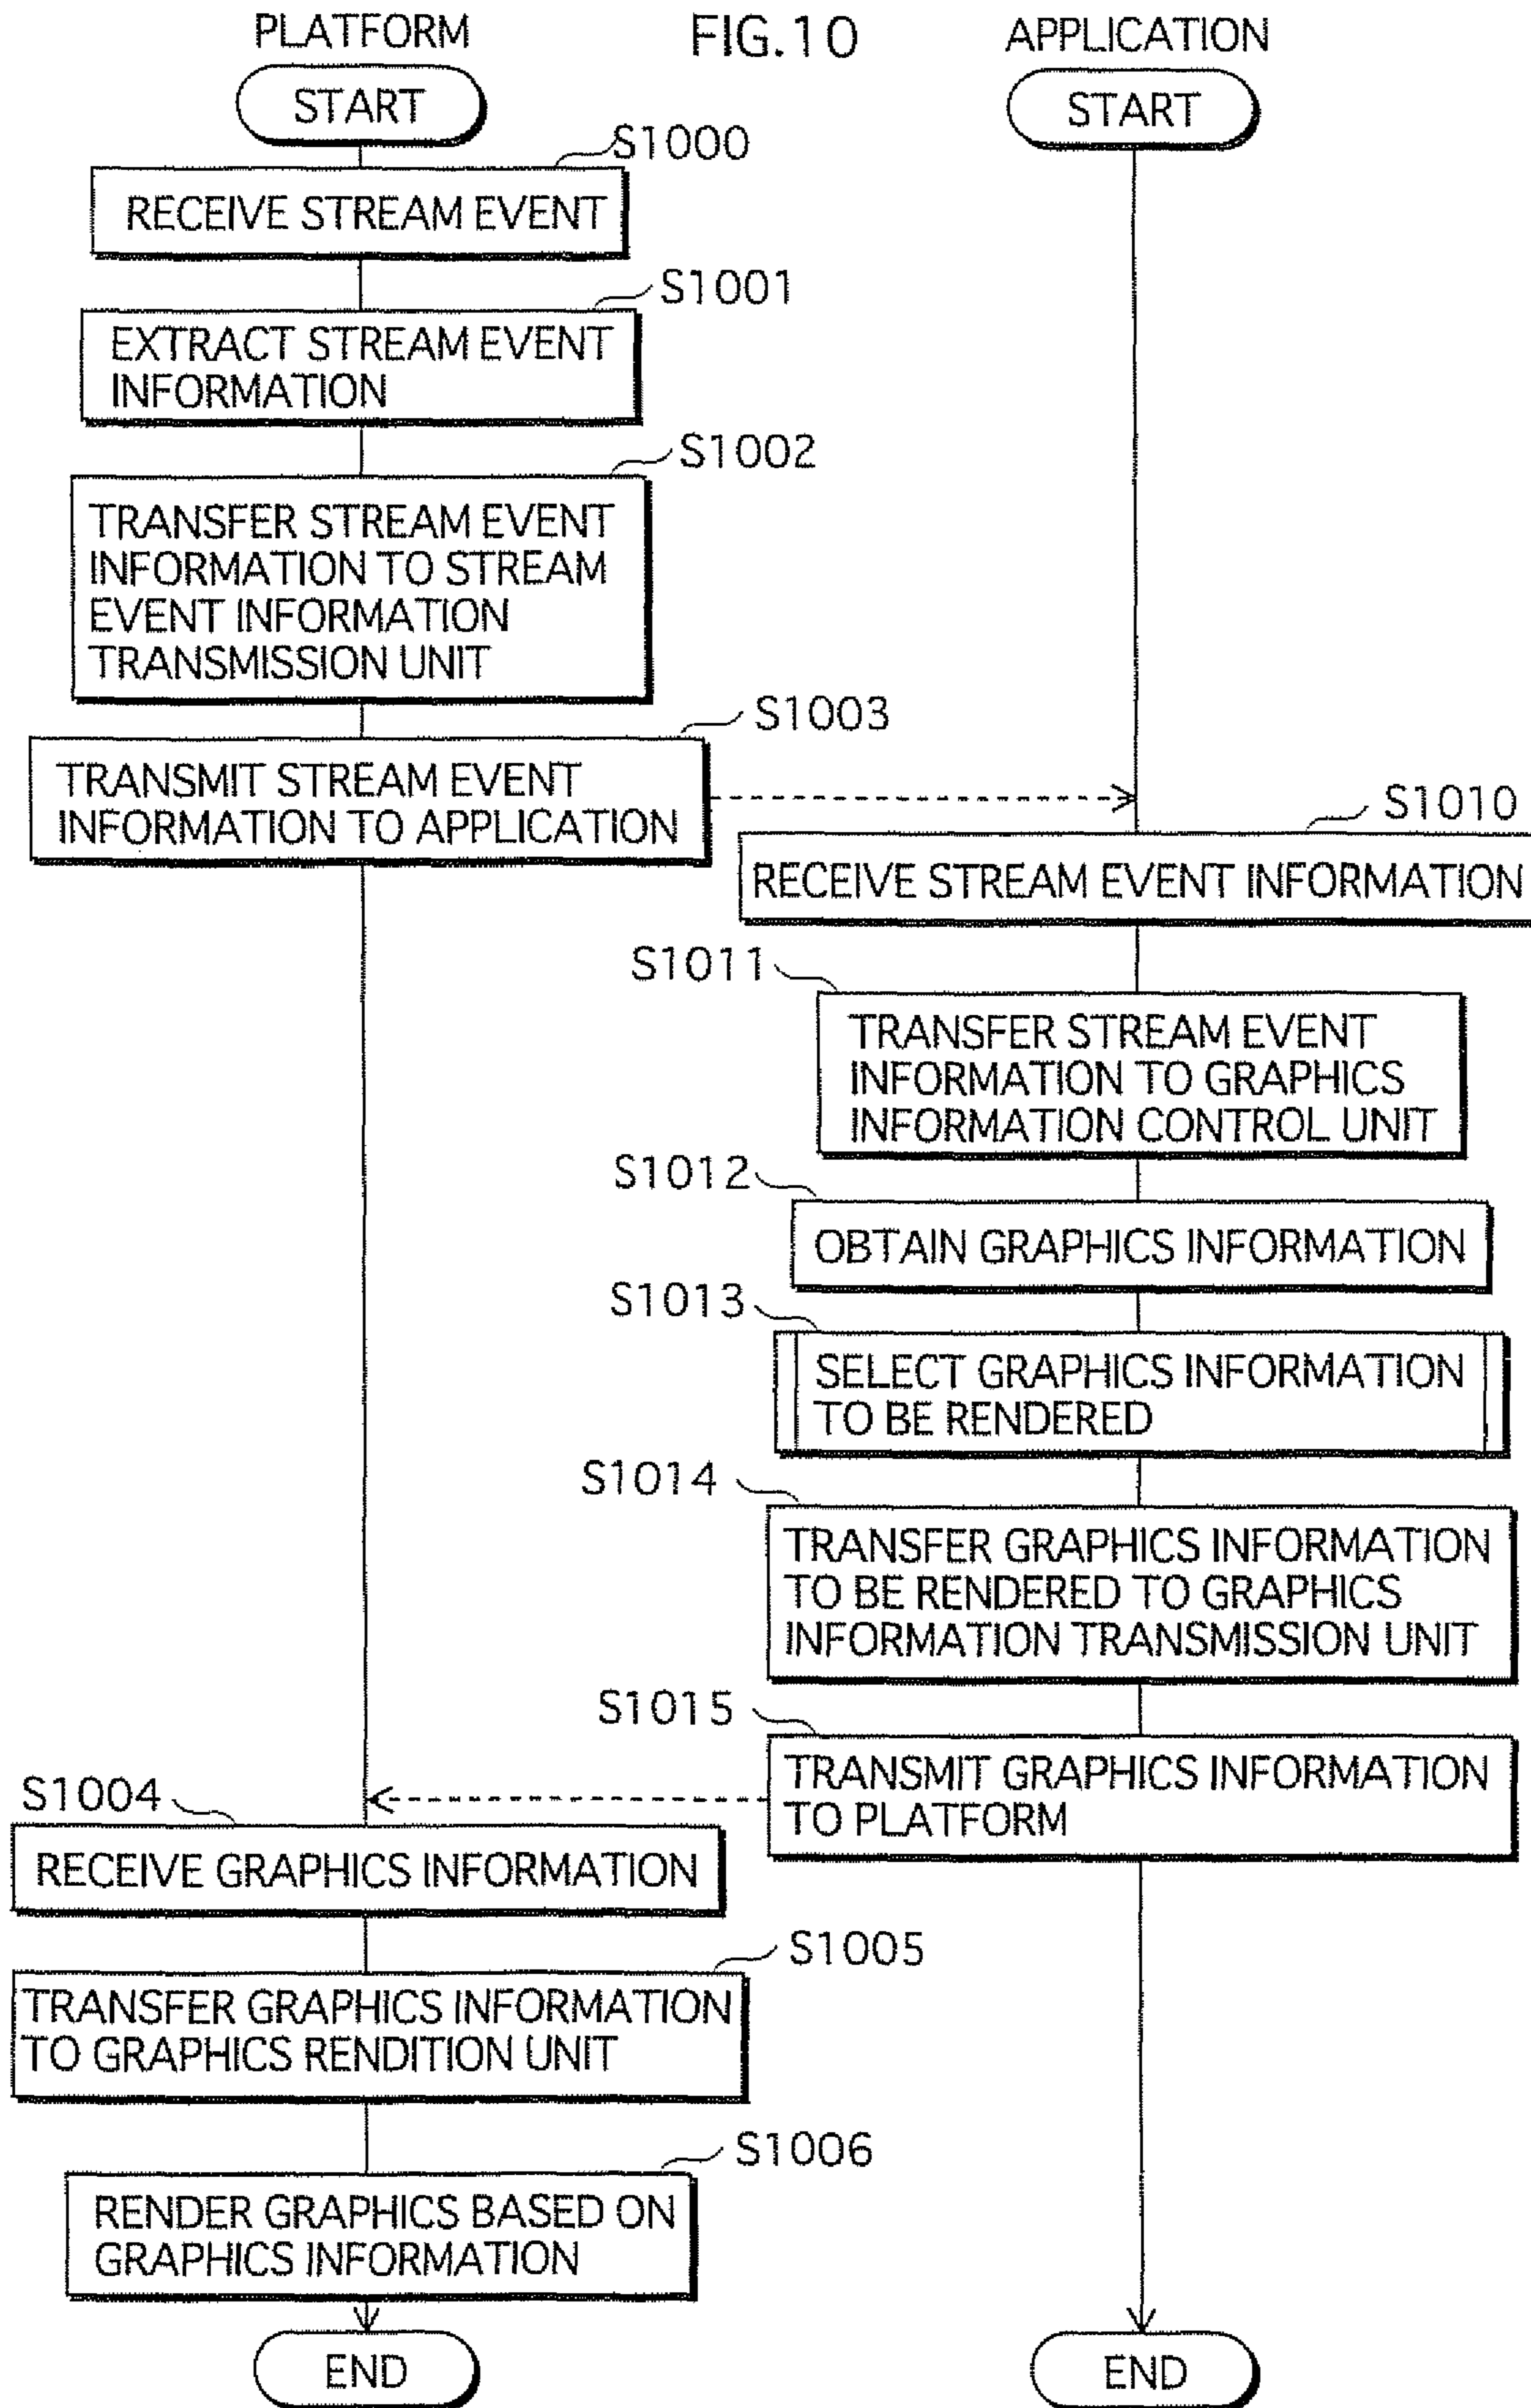 PLATFORM
FIG.10
APPLICATION
START
START
S1000
RECEIVE STREAM EVENT
S1001
EXTRACT STREAM EVENT
INFORMATION
S1002
TRANSFER STREAM EVENT
INFORMATION TO STREAM
EVENT INFORMATION
TRANSMISSION UNIT
S1003
TRANSMIT STREAM EVENT
INFORMATION TO APPLICATION
S1010
RECEIVE STREAM EVENT INFORMATION
S1011
TRANSFER STREAM EVENT
INFORMATION TO GRAPHICS
INFORMATION CONTROL UNIT
S1012
OBTAIN GRAPHICS INFORMATION
S1013
SELECT GRAPHICS INFORMATION
TO BE RENDERED
S1014
TRANSFER GRAPHICS INFORMATION
TO BE RENDERED TO GRAPHICS
INFORMATION TRANSMISSION UNIT
S1015
TRANSMIT GRAPHICS INFORMATION
TO PLATFORM
S1004
RECEIVE GRAPHICS INFORMATION
S1005
TRANSFER GRAPHICS INFORMATION
TO GRAPHICS RENDITION UNIT
S1006
RENDER GRAPHICS BASED ON
GRAPHICS INFORMATION
END
END